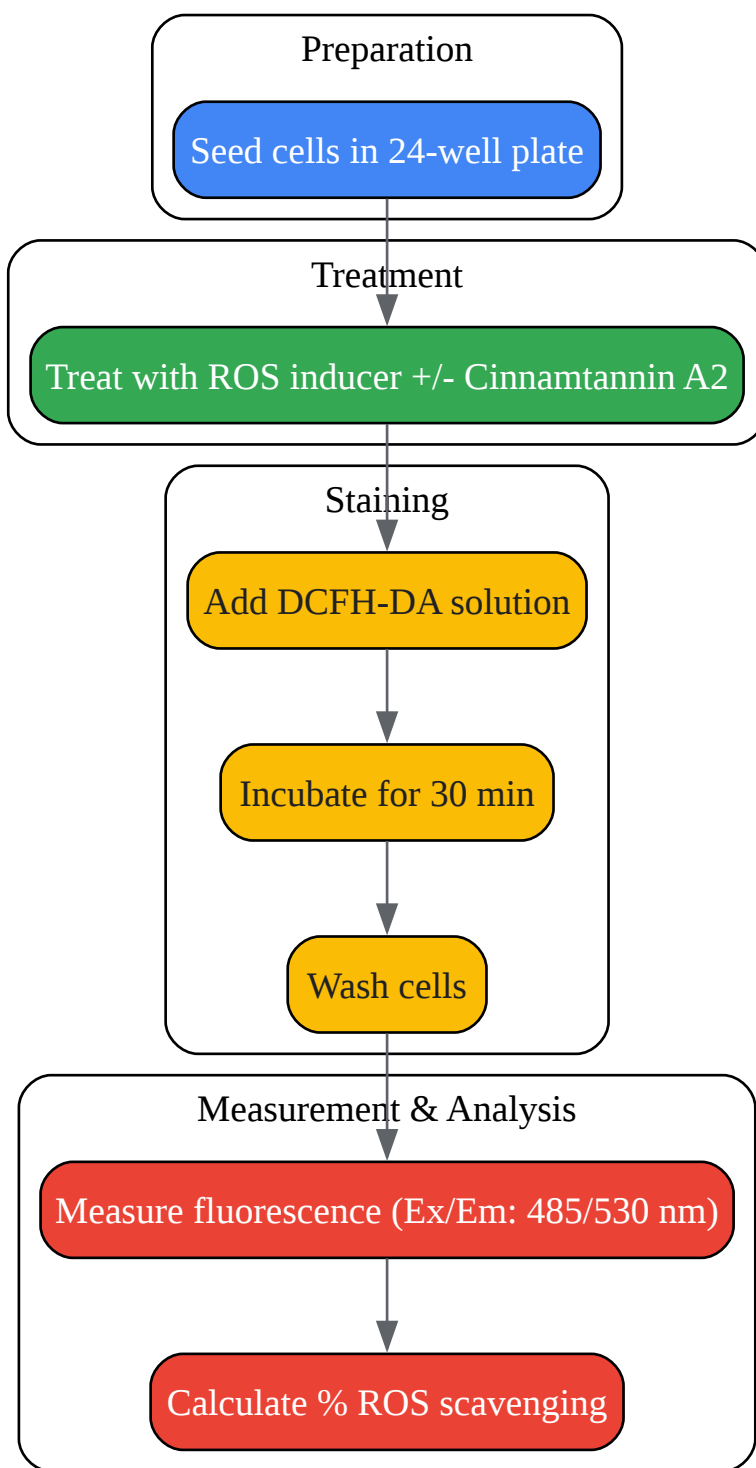 Preparation
Seed cells in 24-well plate
Treatment
Treat with ROS inducer +/- Cinnamtannin A2
Staining
Add DCFH-DA solution
Incubate for 30 min
Wash cells
Measurement & Analysis
Measure fluorescence (Ex/Em: 485/530 nm)
Calculate % ROS scavenging